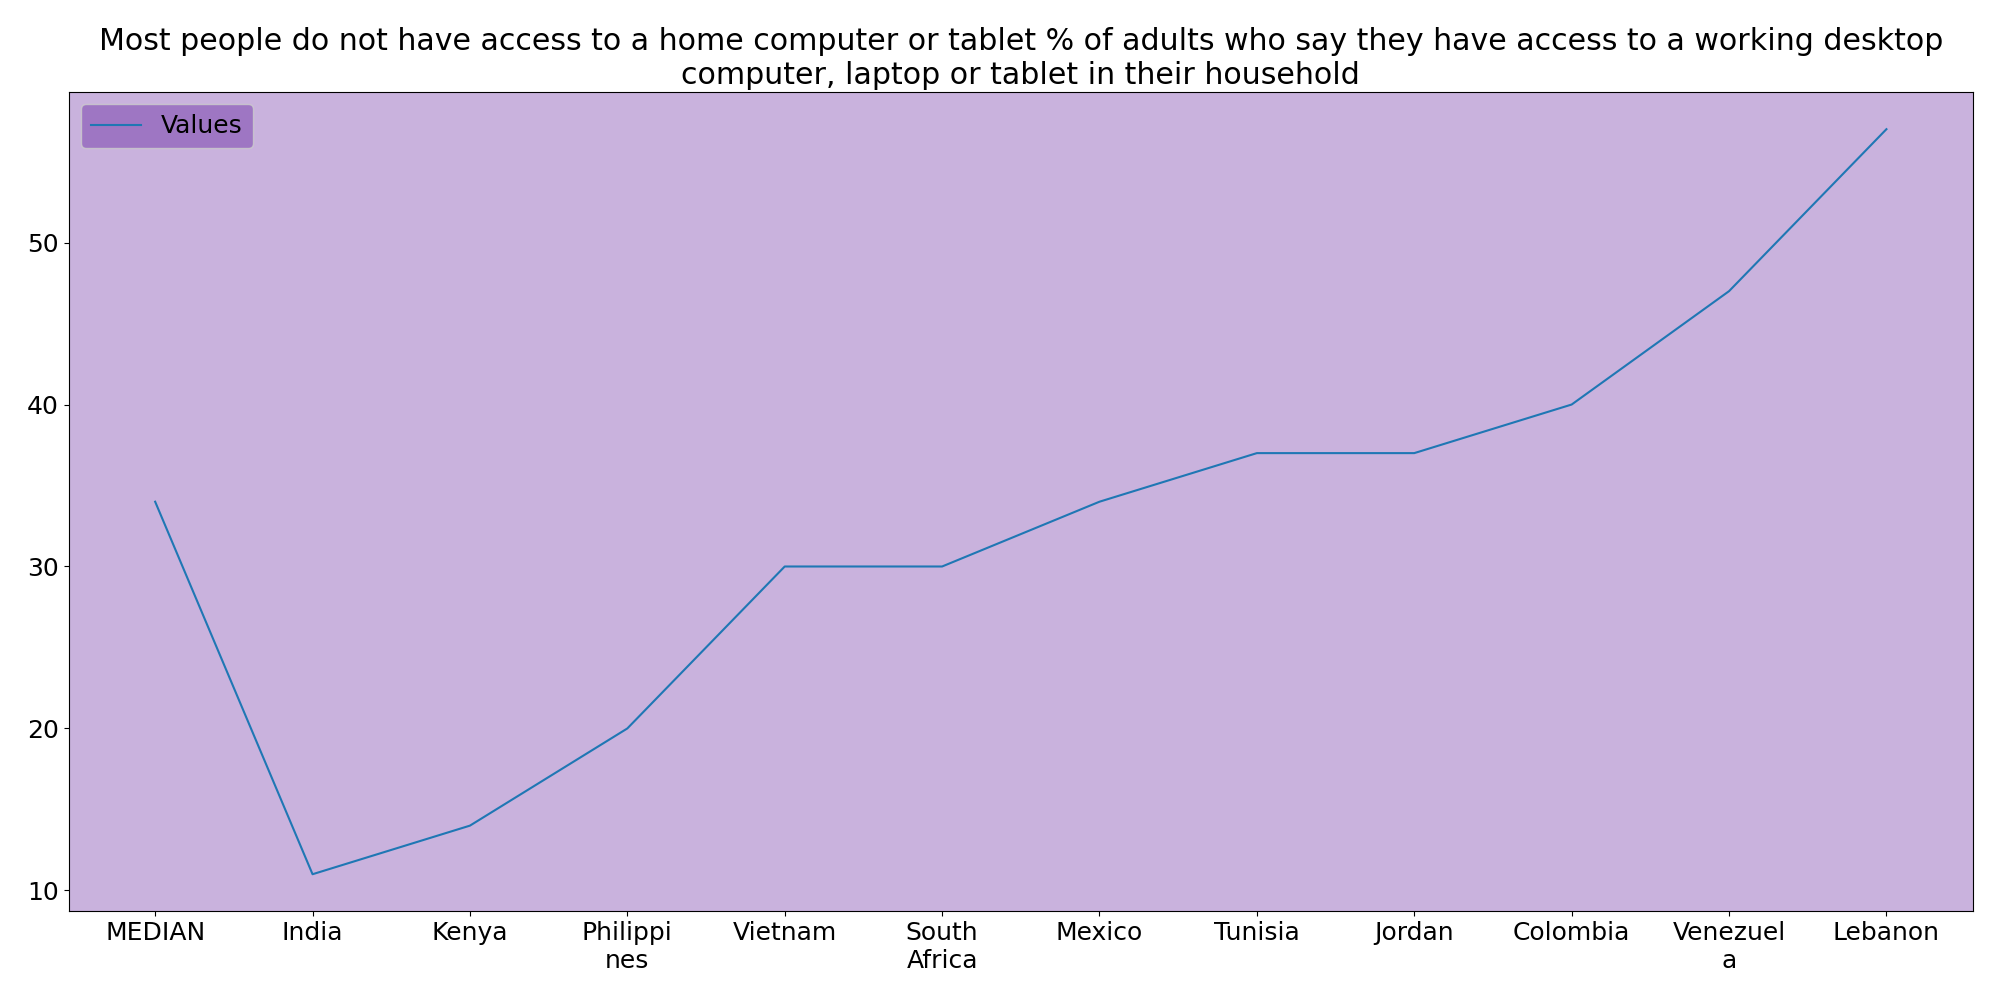 Most people do not have access to a home computer or tablet % of adults who say they have access to a working desktop
computer, laptop or tablet in their household
Values
50
40
30
20
10
MEDIAN
India
Kenya
Philippi
nes
Vietnam
South
Africa
Mexico
Tunisia
Jordan
Colombia
Venezuel
a
Lebanon